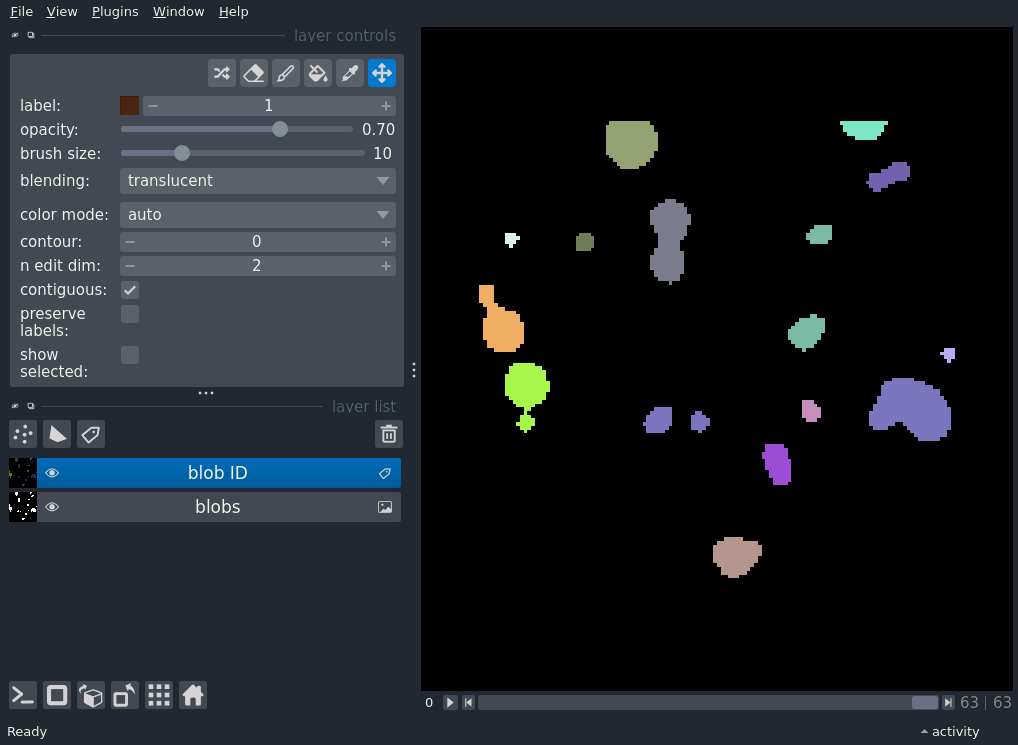 File View Plugins Window Help
layer controls
label: 1
opacity: 0.70
brush size: 10
blending: translucent
color mode: auto
contour: 0
n edit dim: 2
contiguous:
preserve
labels:
show
selected:
layer list
blob ID
blobs
0 63 | 63
Ready activity